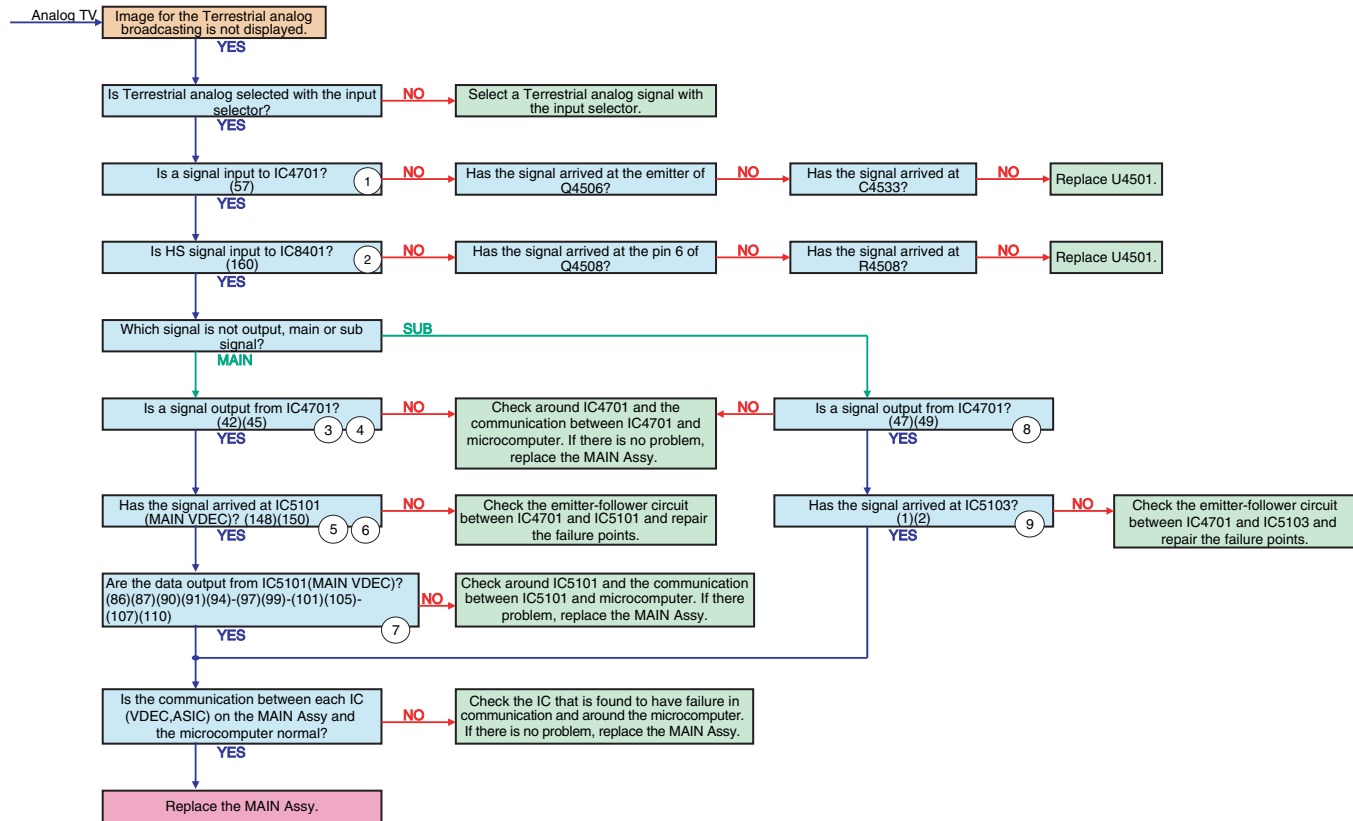 Analog TV
Image for the Terrestrial analog
broadcasting is not displayed.
YES
Is Terrestrial analog selected with the input
selector?
NO
Select a Terrestrial analog signal with
the input selector.
YES
Is a signal input to IC4701?
(57)
1
NO
Has the signal arrived at the emitter of
Q4506?
NO
Has the signal arrived at
C4533?
NO
Replace U4501.
YES
Is HS signal input to IC8401?
(160)
2
NO
Has the signal arrived at the pin 6 of
Q4508?
NO
Has the signal arrived at
R4508?
NO
Replace U4501.
YES
Which signal is not output, main or sub
signal?
SUB
MAIN
Is a signal output from IC4701?
(42)(45)
3
4
NO
Check around IC4701 and the
communication between IC4701 and
microcomputer. If there is no problem,
replace the MAIN Assy.
NO
Is a signal output from IC4701?
(47)(49)
8
YES
YES
Has the signal arrived at IC5101
(MAIN VDEC)? (148)(150)
5
6
NO
Check the emitter-follower circuit
between IC4701 and IC5101 and repair
the failure points.
Has the signal arrived at IC5103?
(1)(2)
9
NO
Check the emitter-follower circuit
between IC4701 and IC5103 and
repair the failure points.
YES
YES
Are the data output from IC5101(MAIN VDEC)?
(86)(87)(90)(91)(94)-(97)(99)-(101)(105)-
(107)(110)
7
NO
Check around IC5101 and the communication
between IC5101 and microcomputer. If there
problem, replace the MAIN Assy.
YES
Is the communication between each IC
(VDEC,ASIC) on the MAIN Assy and
the microcomputer normal?
NO
Check the IC that is found to have failure in
communication and around the microcomputer.
If there is no problem, replace the MAIN Assy.
YES
Replace the MAIN Assy.